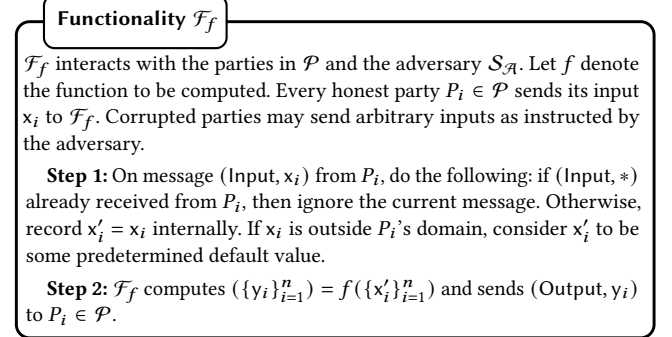 Functionality ℱ_f
ℱ_f interacts with the parties in 𝒫 and the adversary 𝒮_𝒜. Let f denote
the function to be computed. Every honest party P_i ∈ 𝒫 sends its input
x_i to ℱ_f. Corrupted parties may send arbitrary inputs as instructed by
the adversary.
Step 1: On message (Input, x_i) from P_i, do the following: if (Input, ∗)
already received from P_i, then ignore the current message. Otherwise,
record x′_i = x_i internally. If x_i is outside P_i’s domain, consider x′_i to be
some predetermined default value.
Step 2: ℱ_f computes ({y_i}_{i=1}^n) = f({x′_i}_{i=1}^n) and sends (Output, y_i)
to P_i ∈ 𝒫.